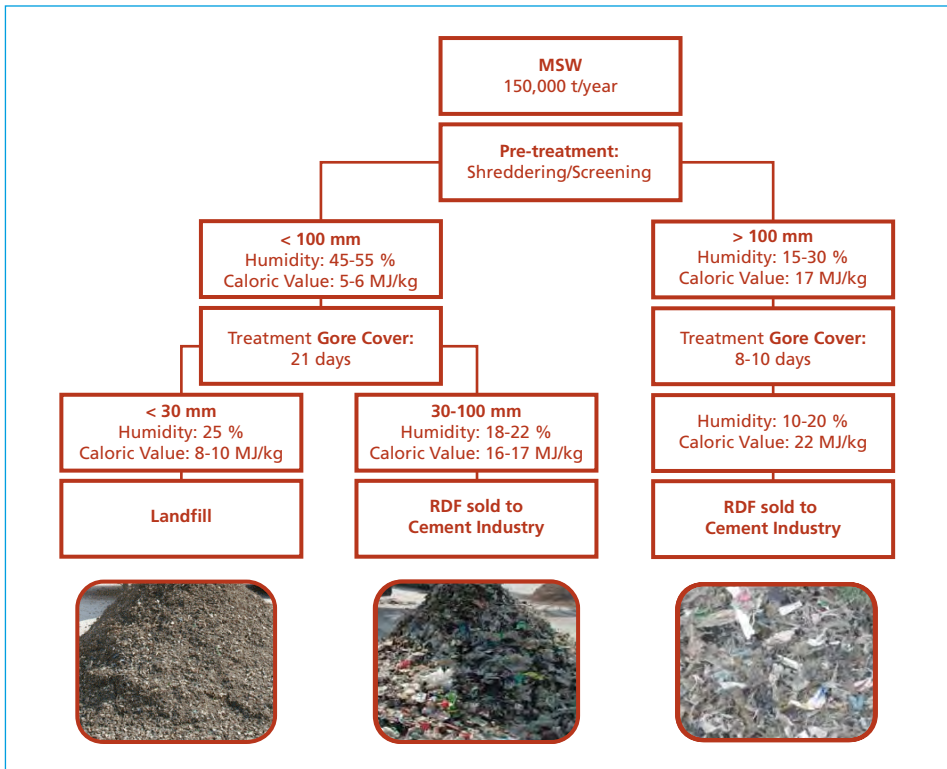 MSW
150,000 t/year
Pre-treatment:
Shreddering/Screening
< 100 mm
Humidity: 45-55 %
Caloric Value: 5-6 MJ/kg
> 100 mm
Humidity: 15-30 %
Caloric Value: 17 MJ/kg
Treatment Gore Cover:
21 days
Treatment Gore Cover:
8-10 days
< 30 mm
Humidity: 25 %
Caloric Value: 8-10 MJ/kg
30-100 mm
Humidity: 18-22 %
Caloric Value: 16-17 MJ/kg
Humidity: 10-20 %
Caloric Value: 22 MJ/kg
Landfill
RDF sold to
Cement Industry
RDF sold to
Cement Industry